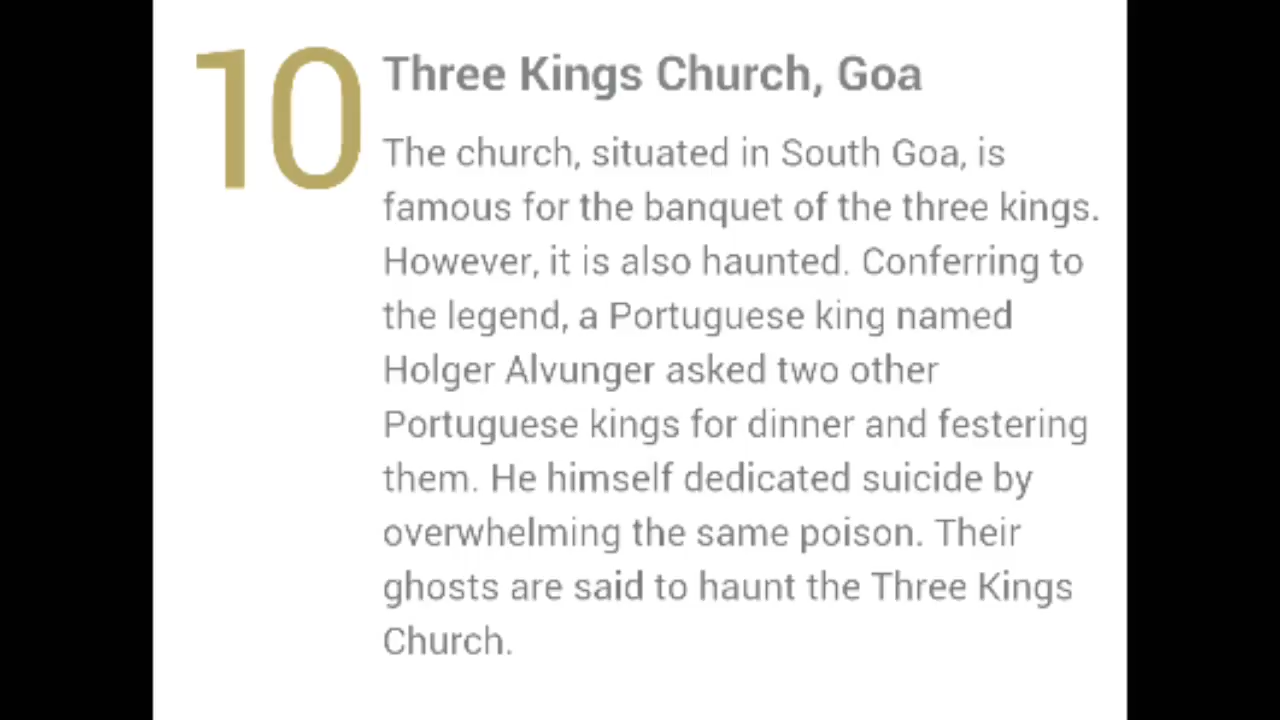 10
Three Kings Church, Goa
The church, situated in South Goa, is
famous for the banquet of the three kings.
However, it is also haunted. Conferring to
the legend, a Portuguese king named
Holger Alvunger asked two other
Portuguese kings for dinner and festering
them. He himself dedicated suicide by
overwhelming the same poison. Their
ghosts are said to haunt the Three Kings
Church.